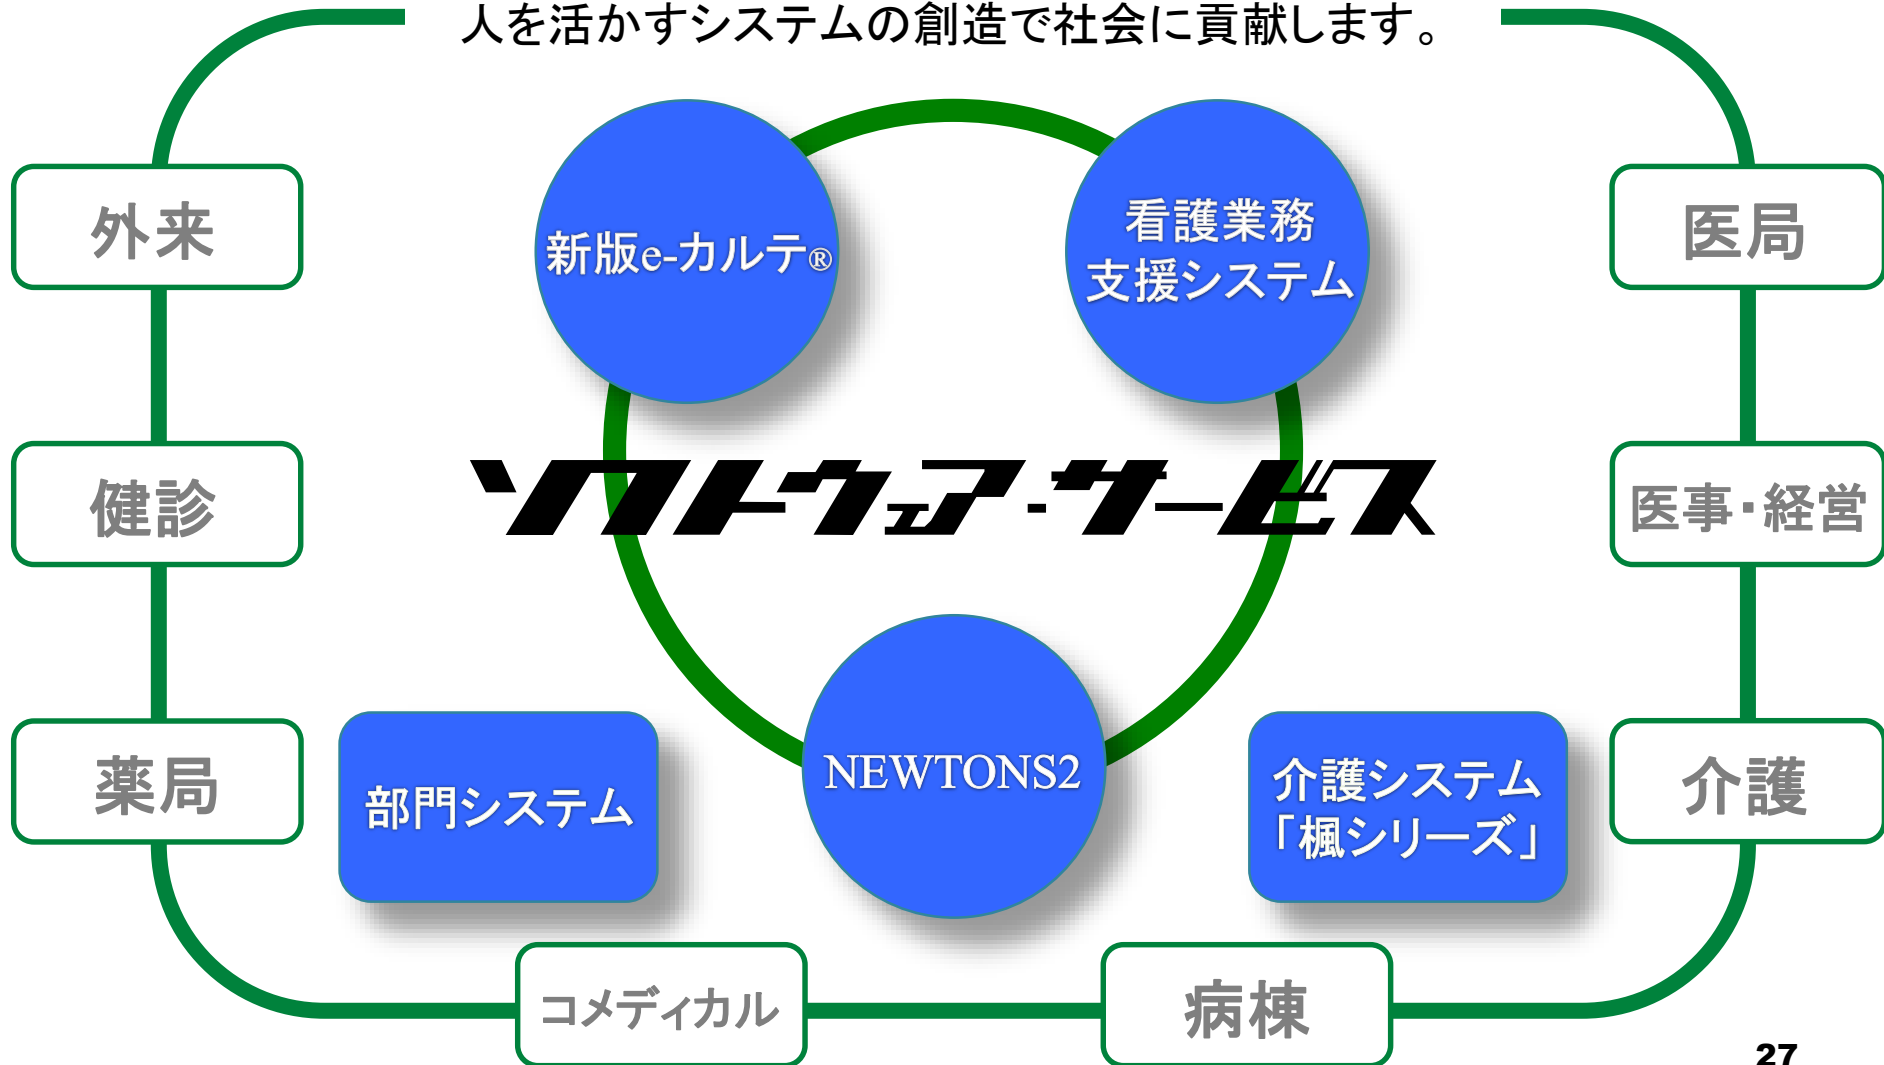 人を活かすシステムの創造で社会に貢献します。
外来
新版e-カルテ®
看護業務
支援システム
医局
ソフトウェア・サービス
健診
医事・経営
薬局
部門システム
NEWTONS2
介護システム
「楓シリーズ」
介護
コメディカル
病棟
27